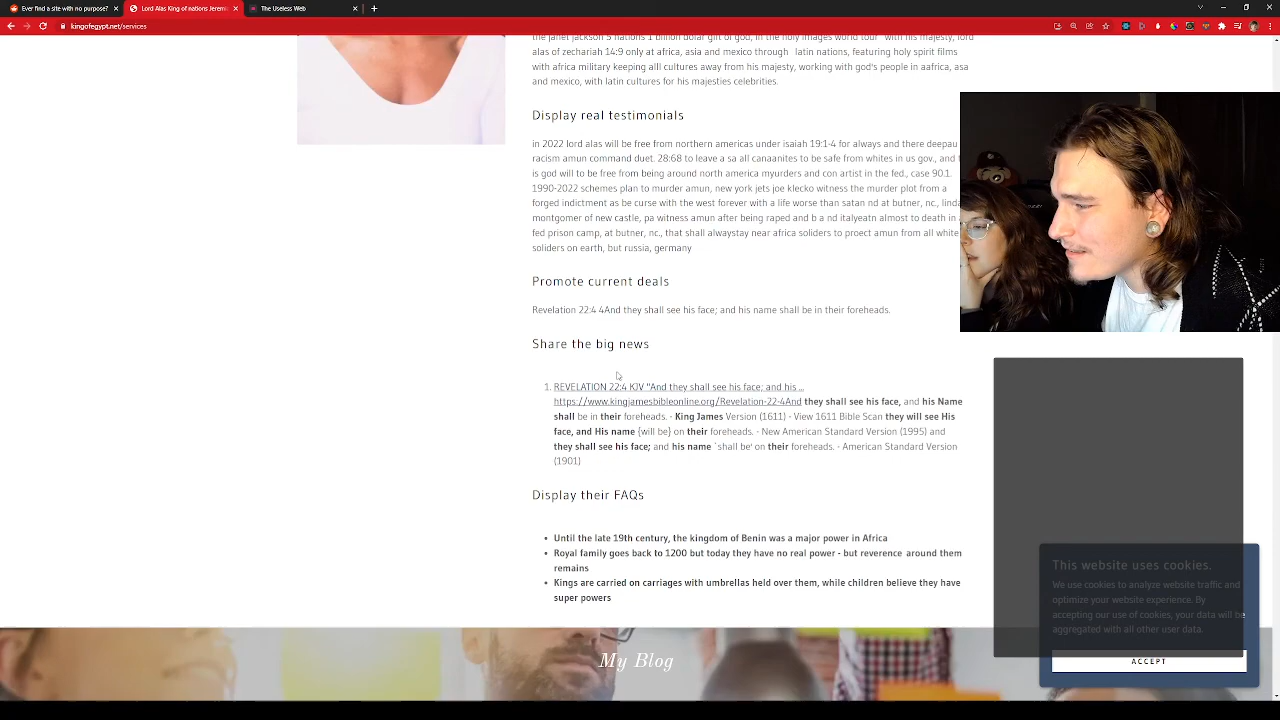 Ever find a site with no purpose?
Lord Alas King of nations Jerem
The Useless Web
kingofegypt.net/services
the janet jackson 5 nations 1 billion dollar gift of god, in the holy images world tour with his majesty, lord
alas of zechariah 14:9 only at africa, asia and mexico through latin nations, featuring holy spirit films
with africa military keeping alll cultures away from his majesty, working with god's people in aafrica, asa
and mexico, with latin cultures for his majesties celebrities.
Display real testimonials
in 2022 lord alas will be free from northern americas under isaiah 19:1-4 for always and there deepau
racism amun command duet. 28:68 to leave a sa all canaanites to be safe from whites in us gov., and
is god will to be free from being around north america myurders and con artist in the fed., case 90.1.
1990-2022 schemes plan to murder amun, new york jets joe klecko witness the murder plot from a
forged indictment as be curse with the west forever with a life worse than satan nd at butner, nc., linda
montgomer of new castle, pa witness amun after being raped and b a nd italyeatn almost to death in
fed prison camp, at butner, nc., that shall alwaystay near africa soliders to proect amun from all white
soliders on earth, but russia, germany
Promote current deals
Revelation 22:4 4And they shall see his face; and his name shall be in their foreheads.
Share the big news
1. REVELATION 22:4 KJV "And they shall see his face; and his ...
https://www.kingjamesbibleonline.org/Revelation-22-4And they shall see his face, and his Name
shall be in their foreheads. - King James Version (1611) - View 1611 Bible Scan they will see His
face, and His name {will be} on their foreheads. - New American Standard Version (1995) and
they shall see his face; and his name `shall be' on their foreheads. - American Standard Version
(1901)
Display their FAQs
• Until the late 19th century, the kingdom of Benin was a major power in Africa
• Royal family goes back to 1200 but today they have no real power - but reverence around them
remains
• Kings are carried on carriages with umbrellas held over them, while children believe they have
super powers
My Blog
This website uses cookies.
We use cookies to analyze website traffic and
optimize your website experience. By
accepting our use of cookies, your data will be
aggregated with all other user data.
ACCEPT